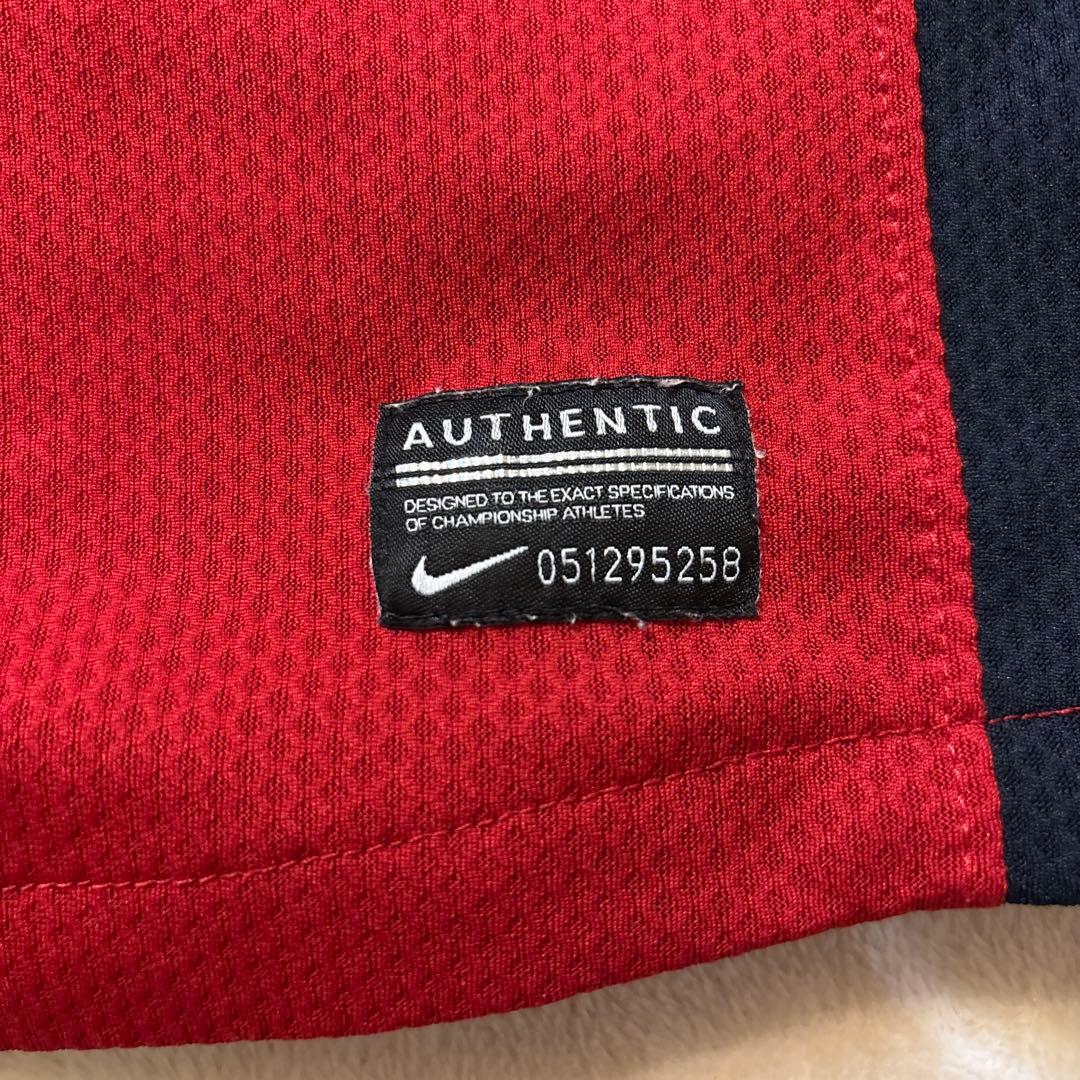 AUTHENTIC
DESIGNED TO THE EXACT SPECIFICATIONS
OF CHAMPIONSHIP ATHLETES
051295258